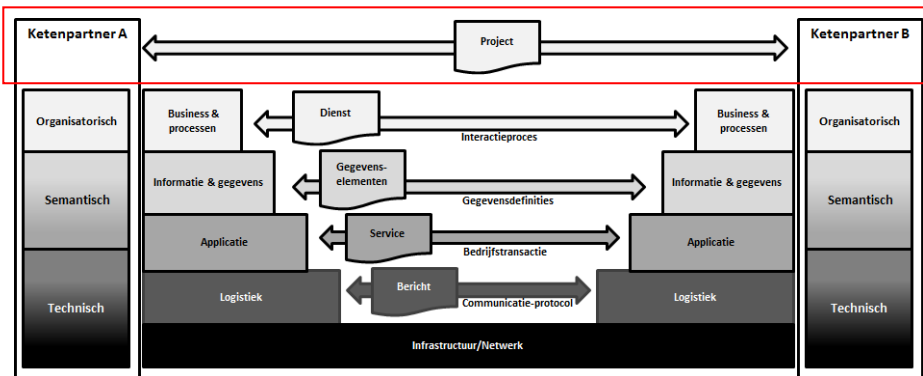 Ketenpartner A
Project
Ketenpartner B
Organisatorisch
Business &
processen
Dienst
Interactieproces
Business &
processen
Organisatorisch
Semantisch
Informatie & gegevens
Gegevens-
elementen
Gegevensdefinities
Informatie & gegevens
Semantisch
Applicatie
Service
Bedrijfstransactie
Applicatie
Technisch
Logistiek
Bericht
Communicatie-protocol
Logistiek
Technisch
Infrastructuur/Netwerk